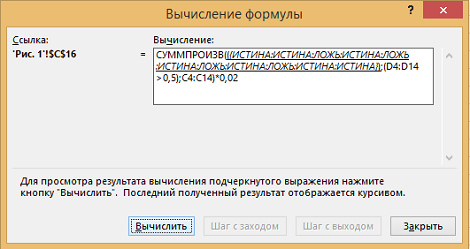 Вычисление формулы
?
Ссылка:
Вычисление:
'Рис. 1'!$C$16
=
СУММПРОИЗВ(({ИСТИНА:ИСТИНА:ЛОЖЬ:ИСТИНА:ЛОЖЬ
:ИСТИНА:ЛОЖЬ:ИСТИНА:ЛОЖЬ:ИСТИНА:ИСТИНА});(D4:D14
>0,5);C4:C14)*0,02
Для просмотра результата вычисления подчеркнутого выражения нажмите
кнопку "Вычислить". Последний полученный результат отображается курсивом.
Вычислить
Шаг с заходом
Шаг с выходом
Закрыть